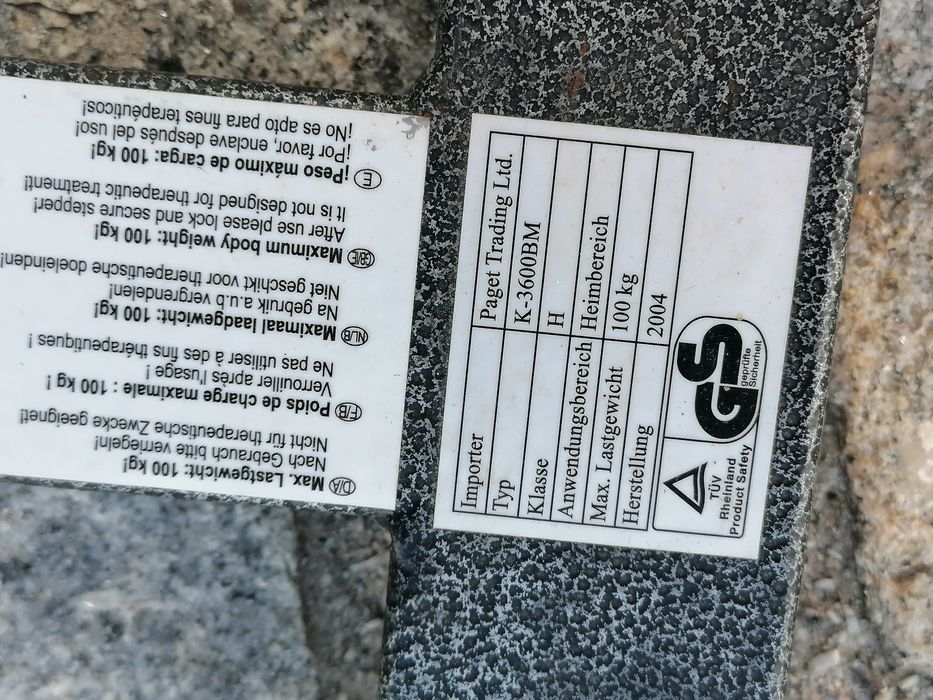 D/A Max. Lastgewicht: 100 kg!
Nach Gebrauch bitte verriegeln!
Nicht für therapeutische Zwecke geeignet!
F/B Poids de charge maximale : 100 kg !
Verrouiller après l'usage !
Ne pas utiliser à des fins thérapeutiques !
NL/B Maximaal laadgewicht: 100 kg!
Na gebruik a.u.b vergrendelen!
Niet geschikt voor therapeutische doeleinden!
GB/E Maximum body weight: 100 kg!
After use please lock and secure stepper!
It is not designed for therapeutic treatment!
E ¡Peso máximo de carga: 100 kg!
¡Por favor, enclave después del uso!
¡No es apto para fines terapéuticos!
Importer Paget Trading Ltd.
Typ K-3600BM
Klasse H
Anwendungsbereich Heimbereich
Max. Lastgewicht 100 kg
Herstellung 2004
TÜV
Rheinland
Product Safety
GS
geprüfte
Sicherheit